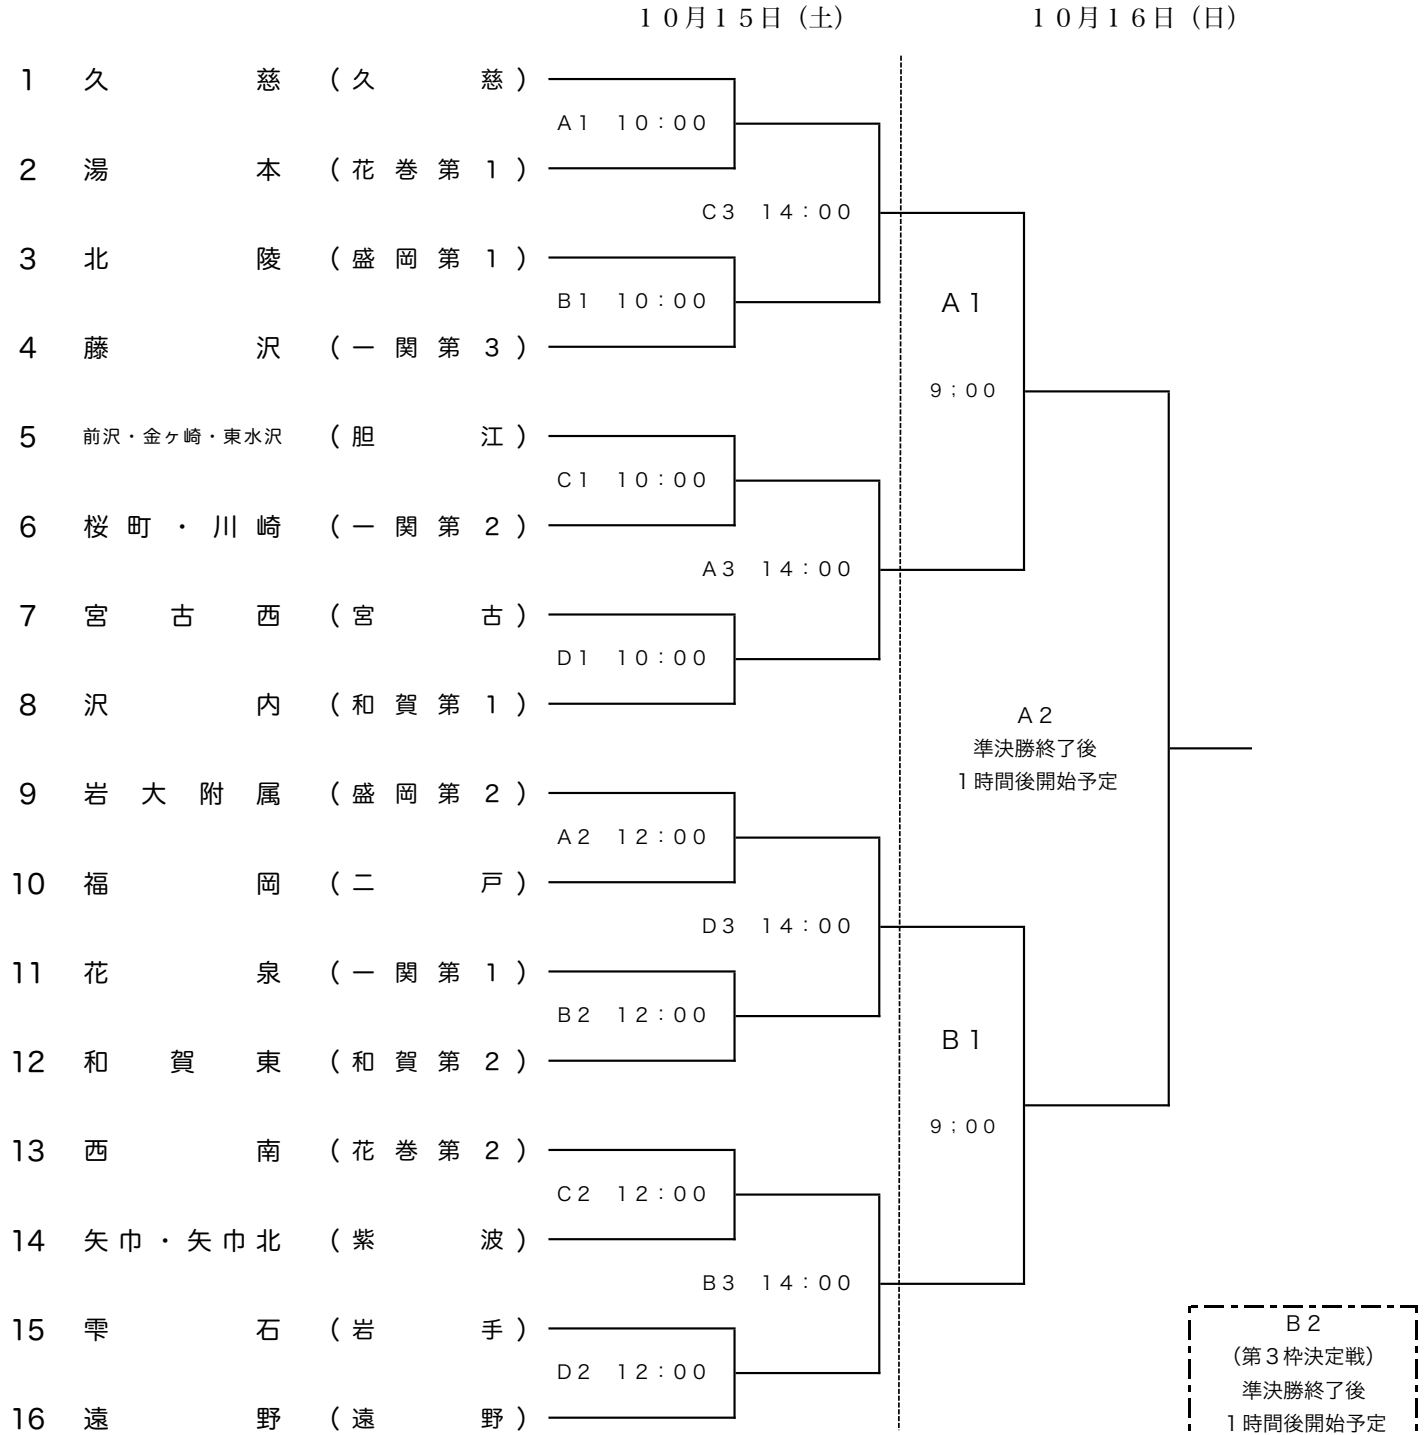 １０月１５日（土） １０月１６日（日）
1 久慈 （久慈）
A1 10：00
2 湯本 （花巻第1）
C3 14：00
3 北陵 （盛岡第1）
B1 10：00
A1
4 藤沢 （一関第3）
9；00
5 前沢・金ヶ崎・東水沢 （胆江）
C1 10：00
6 桜町・川崎 （一関第2）
A3 14：00
7 宮古西 （宮古）
D1 10：00
8 沢内 （和賀第1）
A2
準決勝終了後
１時間後開始予定
9 岩大附属 （盛岡第2）
A2 12：00
10 福岡 （二戸）
D3 14：00
11 花泉 （一関第1）
B2 12：00
B1
12 和賀東 （和賀第2）
9；00
13 西南 （花巻第2）
C2 12：00
14 矢巾・矢巾北 （紫波）
B3 14：00
15 雫石 （岩手）
D2 12：00
16 遠野 （遠野）
B2
（第３枠決定戦）
準決勝終了後
１時間後開始予定